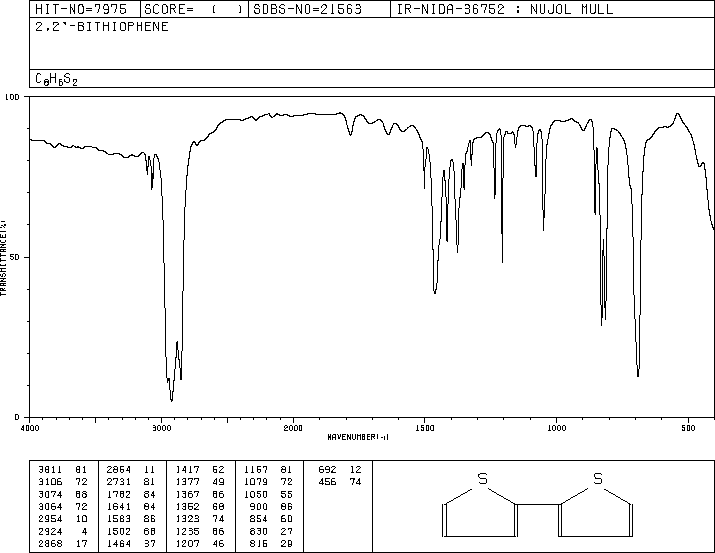 HIT-NO=7975 SCORE= ( ) SDBS-NO=21563 IR-NIDA-36752 : NUJOL MULL
2,2'-BITHIOPHENE
C8H6S2
100
50
0
TRANSMITTANCE(%)
4000 3000 2000 1500 1000 500
WAVENUMBER(-1)
3811 81 2854 11 1417 52 1157 81 692 12
3106 72 2731 81 1377 49 1079 72 456 74
3074 68 1782 84 1367 86 1050 55
3064 72 1641 84 1352 68 900 86
2954 10 1583 86 1323 74 854 60
2924 4 1502 68 1235 66 830 27
2868 17 1464 37 1207 46 816 29
S S